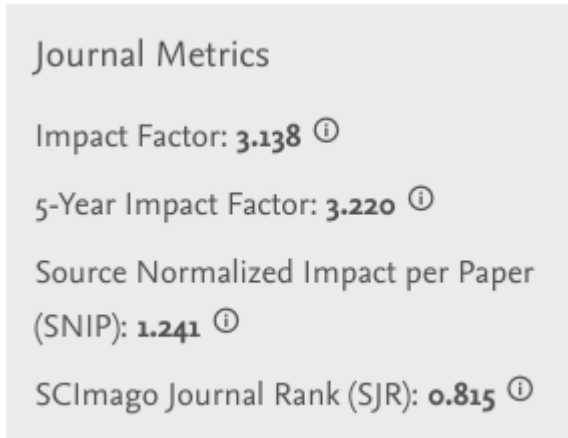 Journal Metrics
Impact Factor: 3.138
5-Year Impact Factor: 3.220
Source Normalized Impact per Paper
(SNIP): 1.241
SCImago Journal Rank (SJR): 0.815